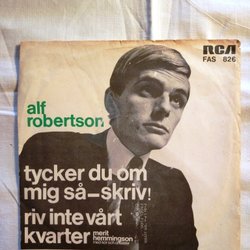 RCA
FAS 826
alf
robertson
tycker du om
mig så-skriv!
riv inte vårt
kvarter
merit
hemmingson